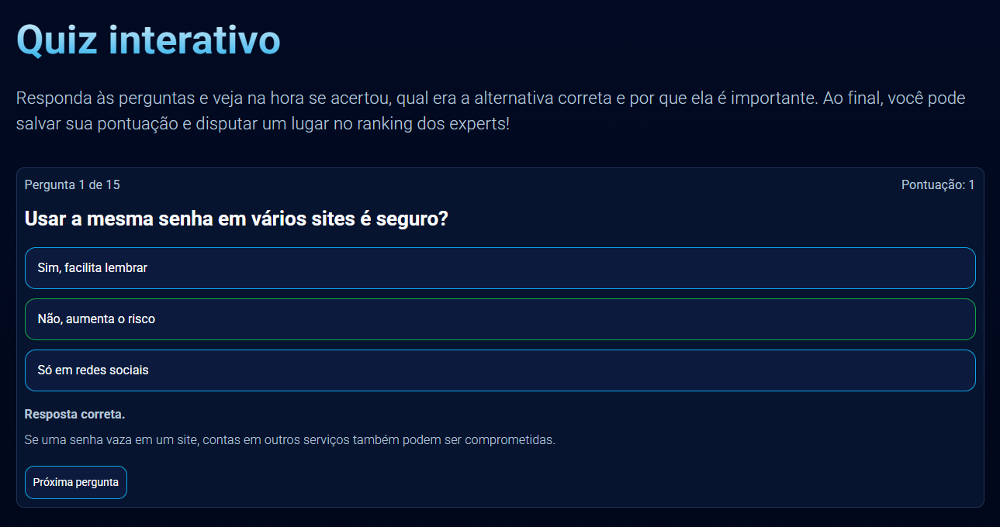 Quiz interativo
Responda às perguntas e veja na hora se acertou, qual era a alternativa correta e por que ela é importante. Ao final, você pode
salvar sua pontuação e disputar um lugar no ranking dos experts!
Pergunta 1 de 15
Pontuação: 1
Usar a mesma senha em vários sites é seguro?
Sim, facilita lembrar
Não, aumenta o risco
Só em redes sociais
Resposta correta.
Se uma senha vaza em um site, contas em outros serviços também podem ser comprometidas.
Próxima pergunta